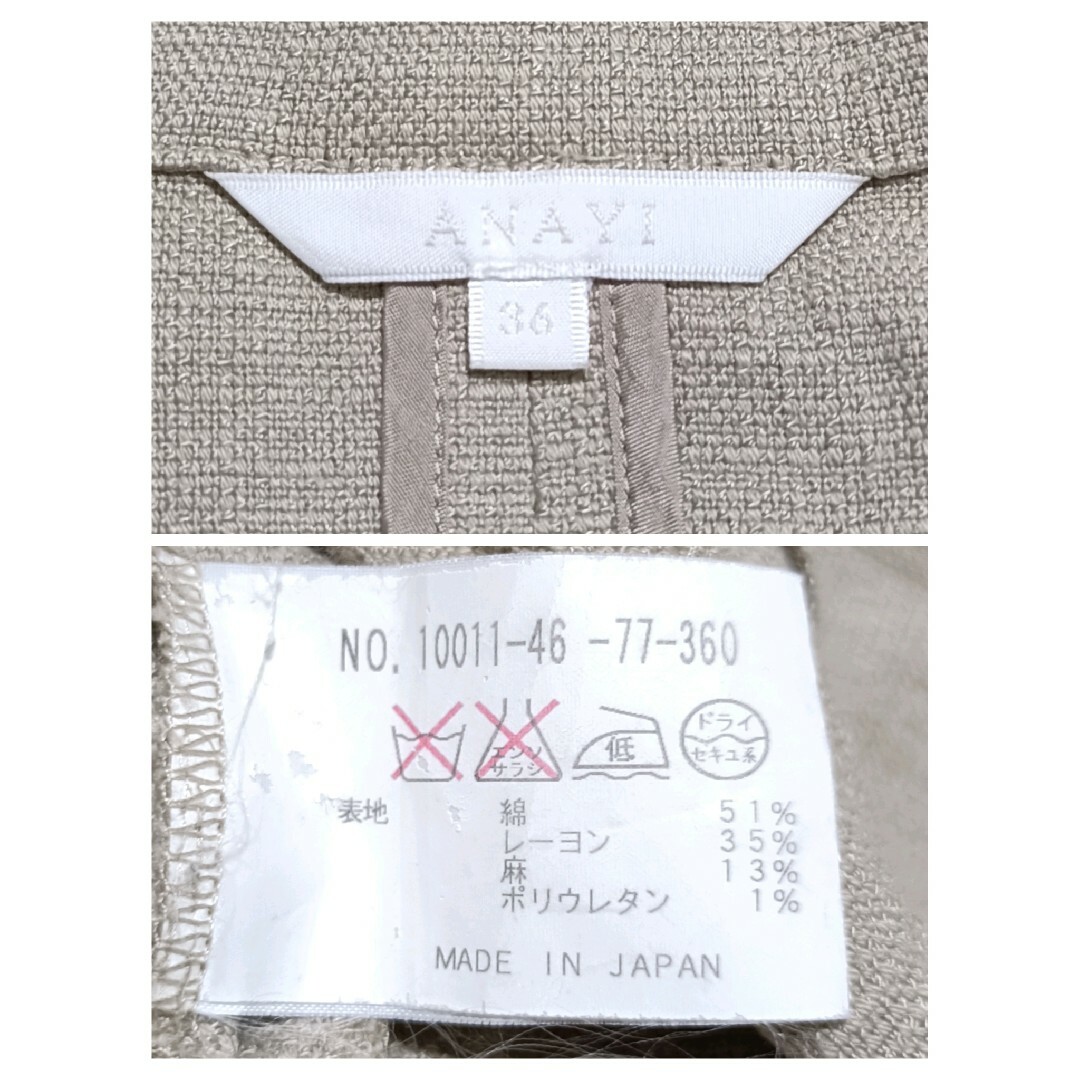 ANAYI
36
NO. 10011-46 -77-360
エンソ
サラシ
低
ドライ
セキユ系
表地 綿 51%
レーヨン 35%
麻 13%
ポリウレタン 1%
MADE IN JAPAN